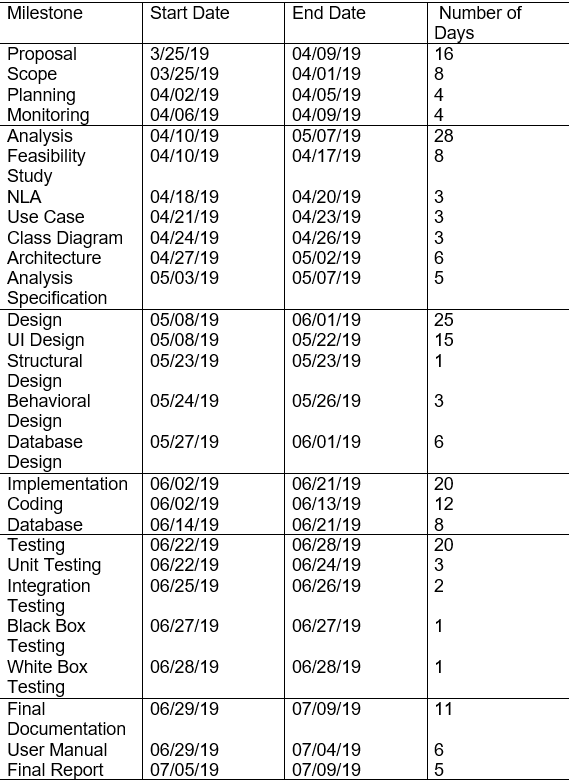 Milestone Start Date End Date Number of
Days
Proposal 3/25/19 04/09/19 16
Scope 03/25/19 04/01/19 8
Planning 04/02/19 04/05/19 4
Monitoring 04/06/19 04/09/19 4
Analysis 04/10/19 05/07/19 28
Feasibility 04/10/19 04/17/19 8
Study
NLA 04/18/19 04/20/19 3
Use Case 04/21/19 04/23/19 3
Class Diagram 04/24/19 04/26/19 3
Architecture 04/27/19 05/02/19 6
Analysis 05/03/19 05/07/19 5
Specification
Design 05/08/19 06/01/19 25
UI Design 05/08/19 05/22/19 15
Structural 05/23/19 05/23/19 1
Design
Behavioral 05/24/19 05/26/19 3
Design
Database 05/27/19 06/01/19 6
Design
Implementation 06/02/19 06/21/19 20
Coding 06/02/19 06/13/19 12
Database 06/14/19 06/21/19 8
Testing 06/22/19 06/28/19 20
Unit Testing 06/22/19 06/24/19 3
Integration 06/25/19 06/26/19 2
Testing
Black Box 06/27/19 06/27/19 1
Testing
White Box 06/28/19 06/28/19 1
Testing
Final 06/29/19 07/09/19 11
Documentation
User Manual 06/29/19 07/04/19 6
Final Report 07/05/19 07/09/19 5